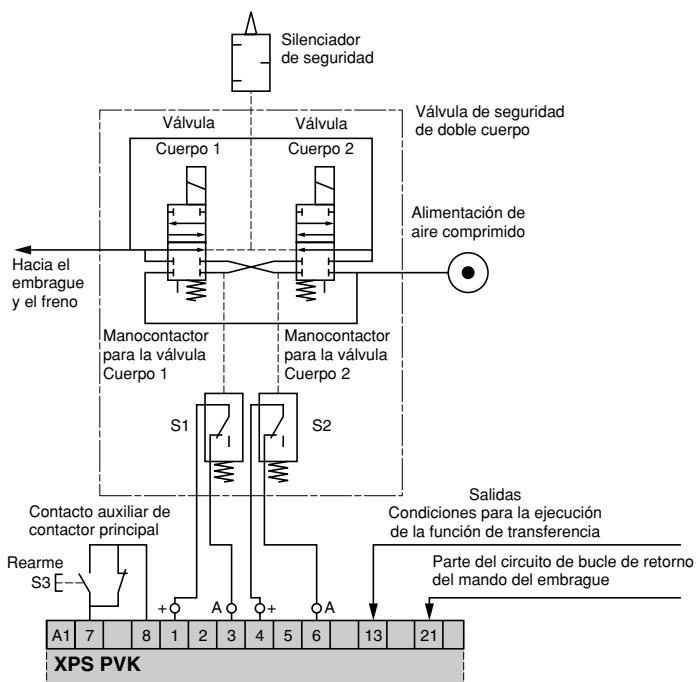 Silenciador
de seguridad
Válvula de seguridad
de doble cuerpo
Válvula
Cuerpo 1
Válvula
Cuerpo 2
Alimentación de
aire comprimido
Hacia el
embrague
y el freno
Manocontactor
para la válvula
Cuerpo 1
Manocontactor
para la válvula
Cuerpo 2
S1
S2
Salidas
Condiciones para la ejecución
de la función de transferencia
Contacto auxiliar de
contactor principal
Parte del circuito de bucle de retorno
del mando del embrague
Rearme
S3
+ A + A
A1 7 8 1 2 3 4 5 6 13 21
XPS PVK